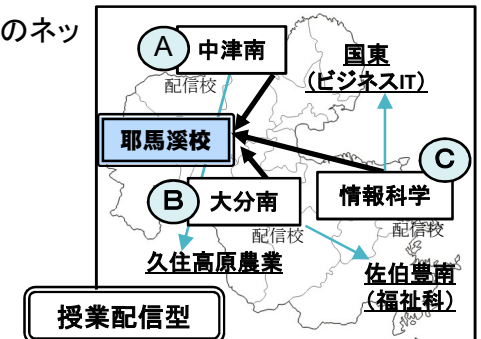 のネッ
A
中津南
配信校
国東
(ビジネスIT)
耶馬溪校
C
B
大分南
情報科学
配信校
配信校
久住高原農業
佐伯豊南
(福祉科)
授業配信型